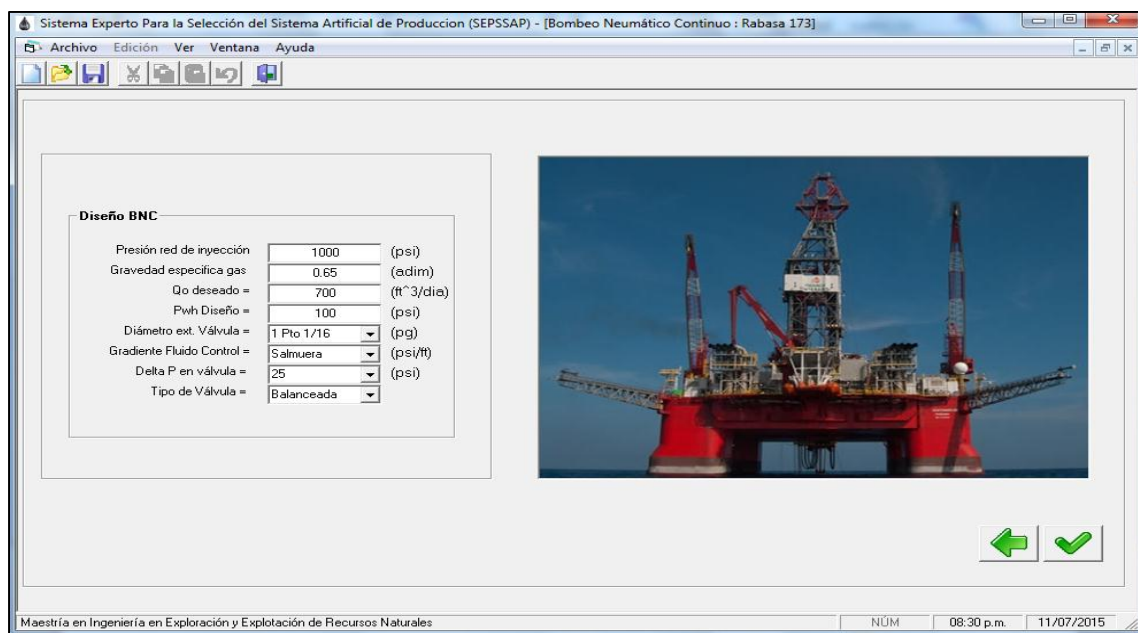 Sistema Experto Para la Selección del Sistema Artificial de Produccion (SEPSSAP) - [Bombeo Neumático Continuo : Rabasa 173]
Archivo Edición Ver Ventana Ayuda
Diseño BNC
Presión red de inyección 1000 (psi)
Gravedad especifica gas 0.65 (adim)
Qo deseado = 700 (ft^3/dia)
Pwh Diseño = 100 (psi)
Diámetro ext. Válvula = 1 Pto 1/16 (pg)
Gradiente Fluido Control = Salmuera (psi/ft)
Delta P en válvula = 25 (psi)
Tipo de Válvula = Balanceada
Maestría en Ingeniería en Exploración y Explotación de Recursos Naturales NÚM 08:30 p.m. 11/07/2015